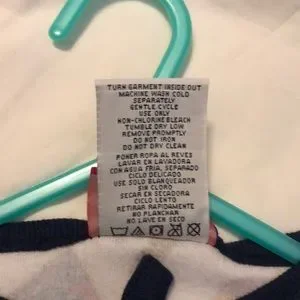 TURN GARMENT INSIDE OUT
MACHINE WASH COLD
SEPARATELY
GENTLE CYCLE
USE ONLY
NON-CHLORINE BLEACH
TUMBLE DRY LOW
REMOVE PROMPTLY
DO NOT IRON
DO NOT DRY CLEAN
PONER ROPA AL REVES
LAVAR EN LAVADORA
CON AGUA FRIA, SEPARADO
CICLO DELICADO
USE SOLO BLANQUEADOR
SIN CLORO
SECAR EN SECADORA
CICLO LENTO
RETIRAR RAPIDAMENTE
NO PLANCHAR
NO LAVE EN SECO